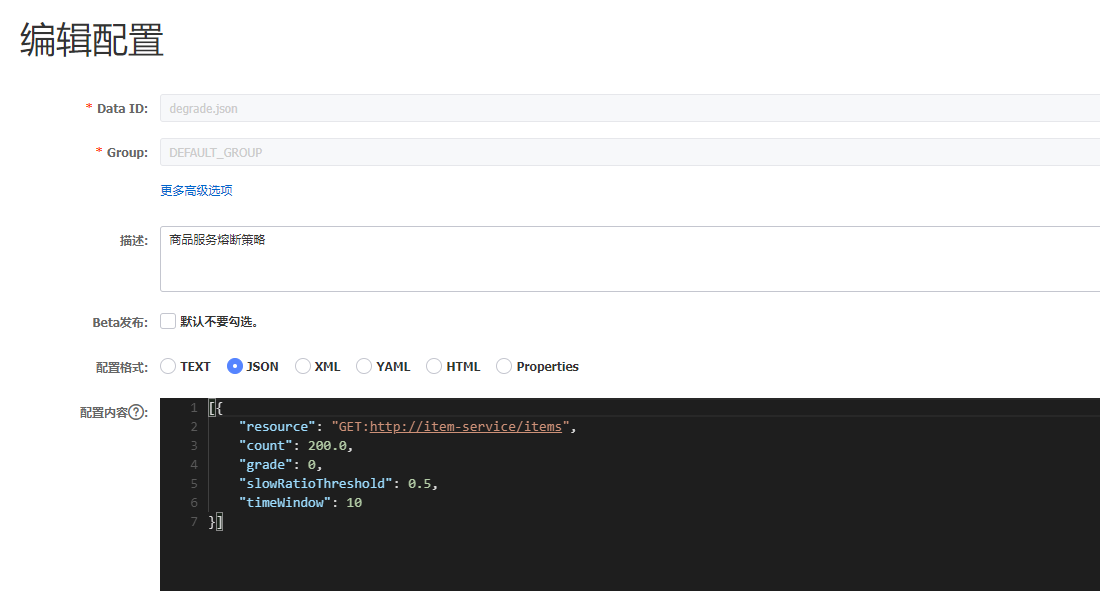 编辑配置
* Data ID: degrade.json
* Group: DEFAULT_GROUP
更多高级选项
描述: 商品服务熔断策略
Beta发布: 默认不要勾选。
配置格式: TEXT JSON XML YAML HTML Properties
配置内容?:
1 [{
2 "resource": "GET:http://item-service/items",
3 "count": 200.0,
4 "grade": 0,
5 "slowRatioThreshold": 0.5,
6 "timeWindow": 10
7 }]